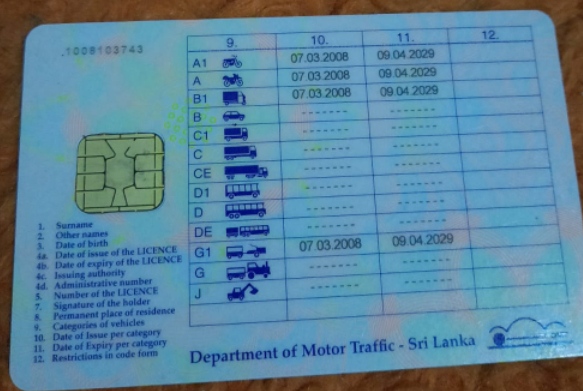 1008103743
9. 10. 11. 12.
A1 07.03.2008 09.04.2029
A 07.03.2008 09.04.2029
B1 07.03.2008 09.04.2029
B ------ ------
C1 ------ ------
C ------ ------
CE ------ ------
D1 ------ ------
D ------ ------
DE ------ ------
G1 07.03.2008 09.04.2029
G ------ ------
J ------ ------
1. Surname
2. Other names
3. Date of birth
4a. Date of issue of the LICENCE
4b. Date of expiry of the LICENCE
4c. Issuing authority
4d. Administrative number
5. Number of the LICENCE
7. Signature of the holder
8. Permanent place of residence
9. Categories of vehicles
10. Date of Issue per category
11. Date of Expiry per category
12. Restrictions in code form
Department of Motor Traffic - Sri Lanka